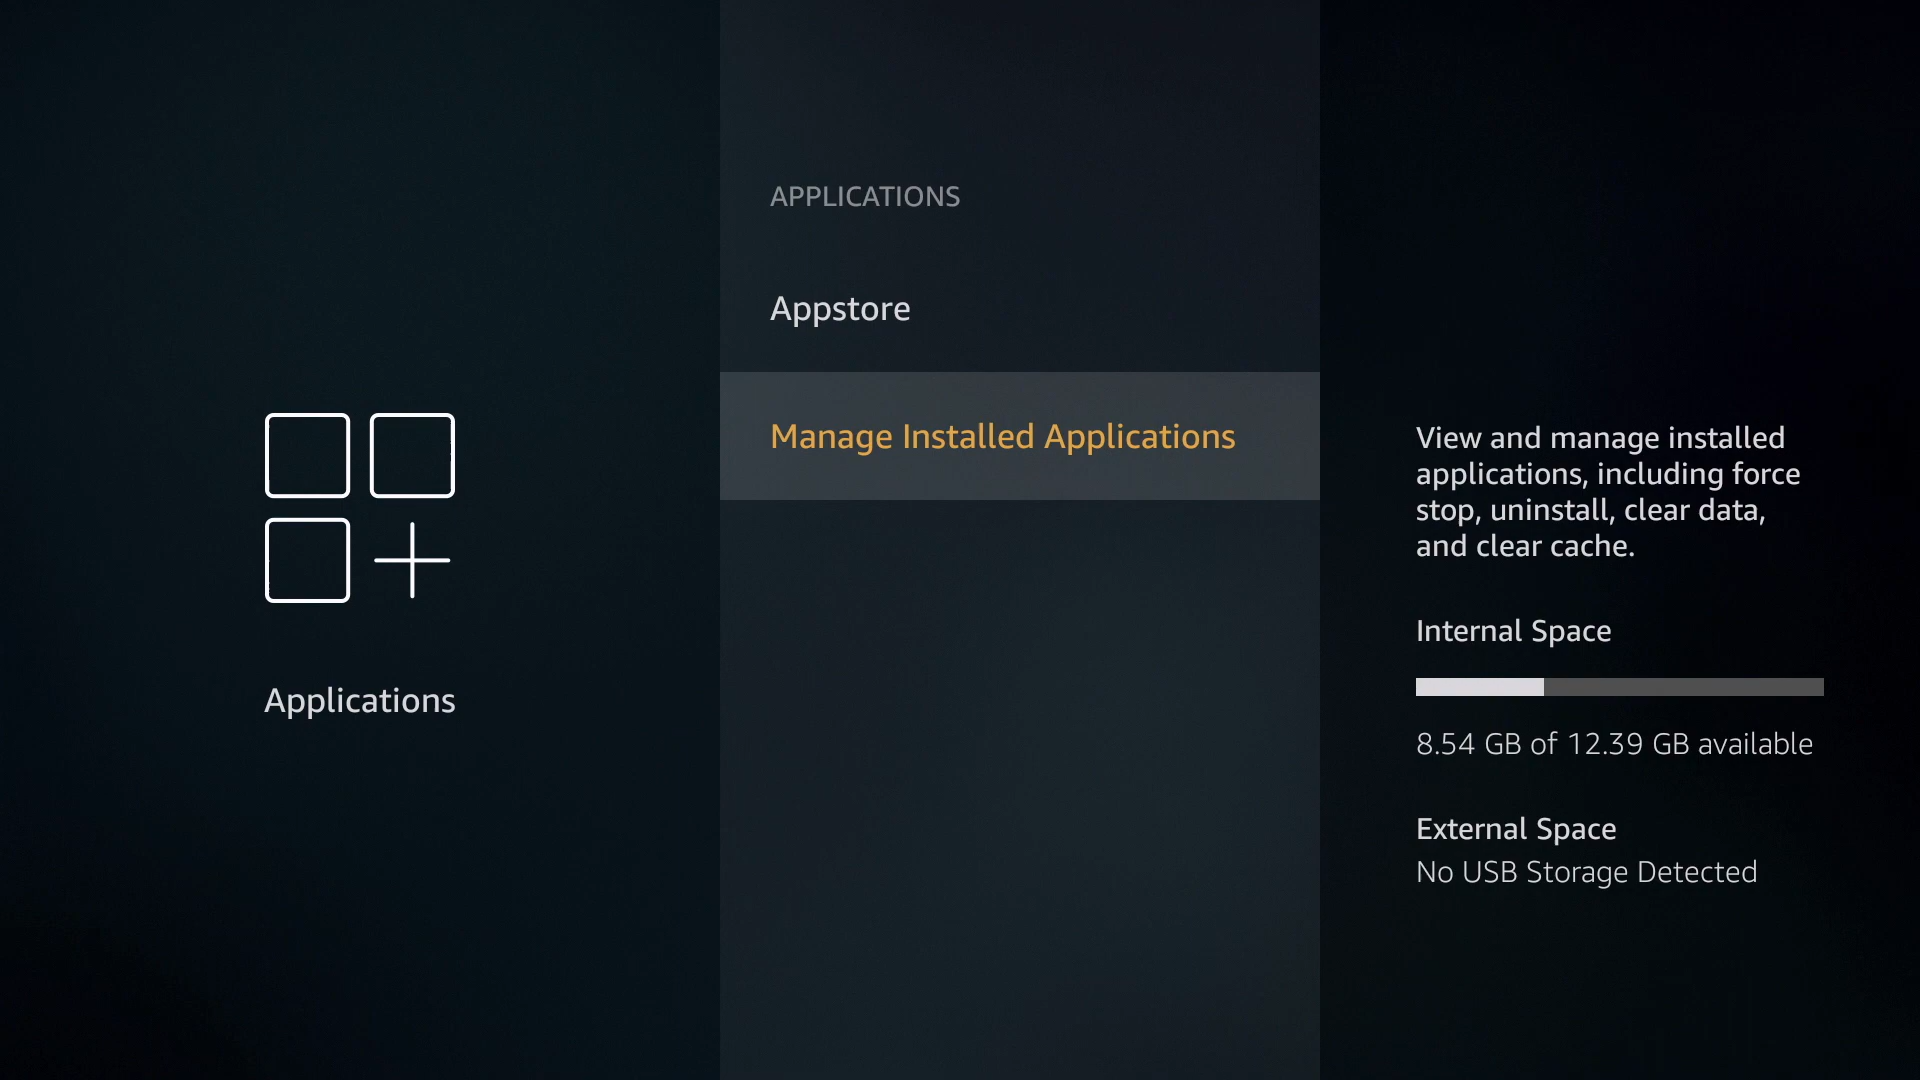 Applications
APPLICATIONS
Appstore
Manage Installed Applications
View and manage installed
applications, including force
stop, uninstall, clear data,
and clear cache.
Internal Space
8.54 GB of 12.39 GB available
External Space
No USB Storage Detected